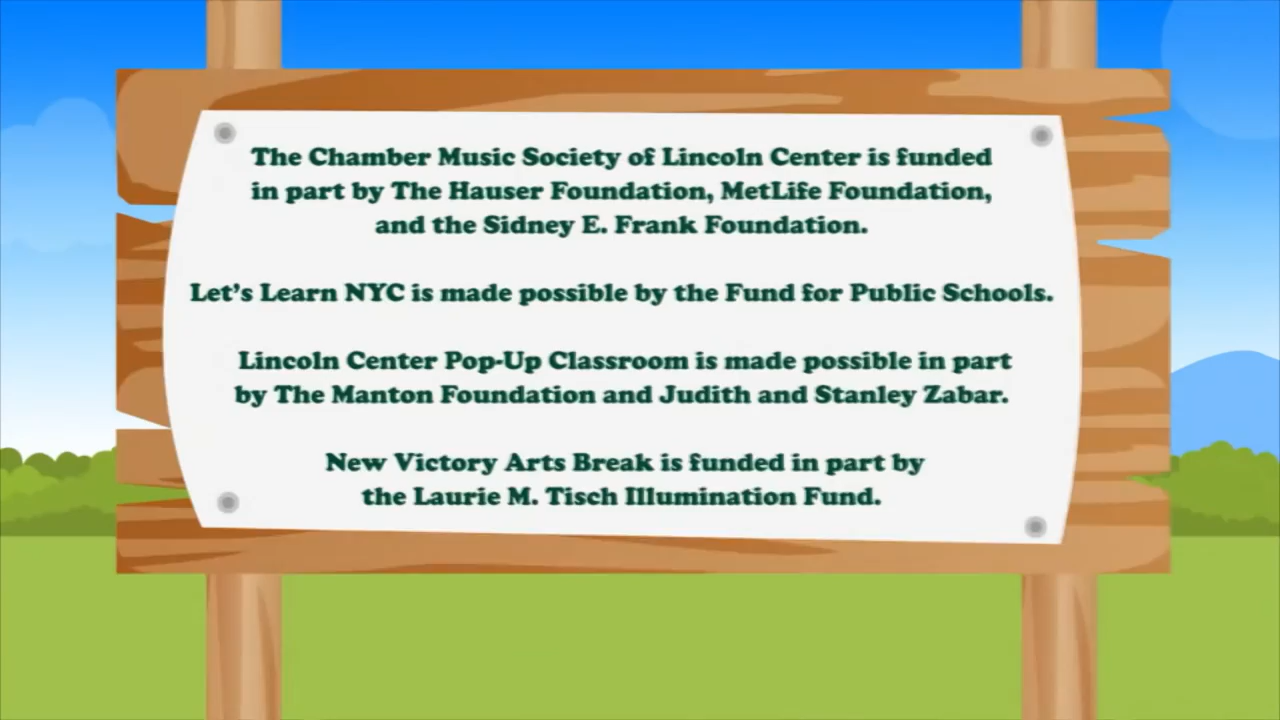 The Chamber Music Society of Lincoln Center is funded
in part by The Hauser Foundation, MetLife Foundation,
and the Sidney E. Frank Foundation.
Let's Learn NYC is made possible by the Fund for Public Schools.
Lincoln Center Pop-Up Classroom is made possible in part
by The Manton Foundation and Judith and Stanley Zabar.
New Victory Arts Break is funded in part by
the Laurie M. Tisch Illumination Fund.